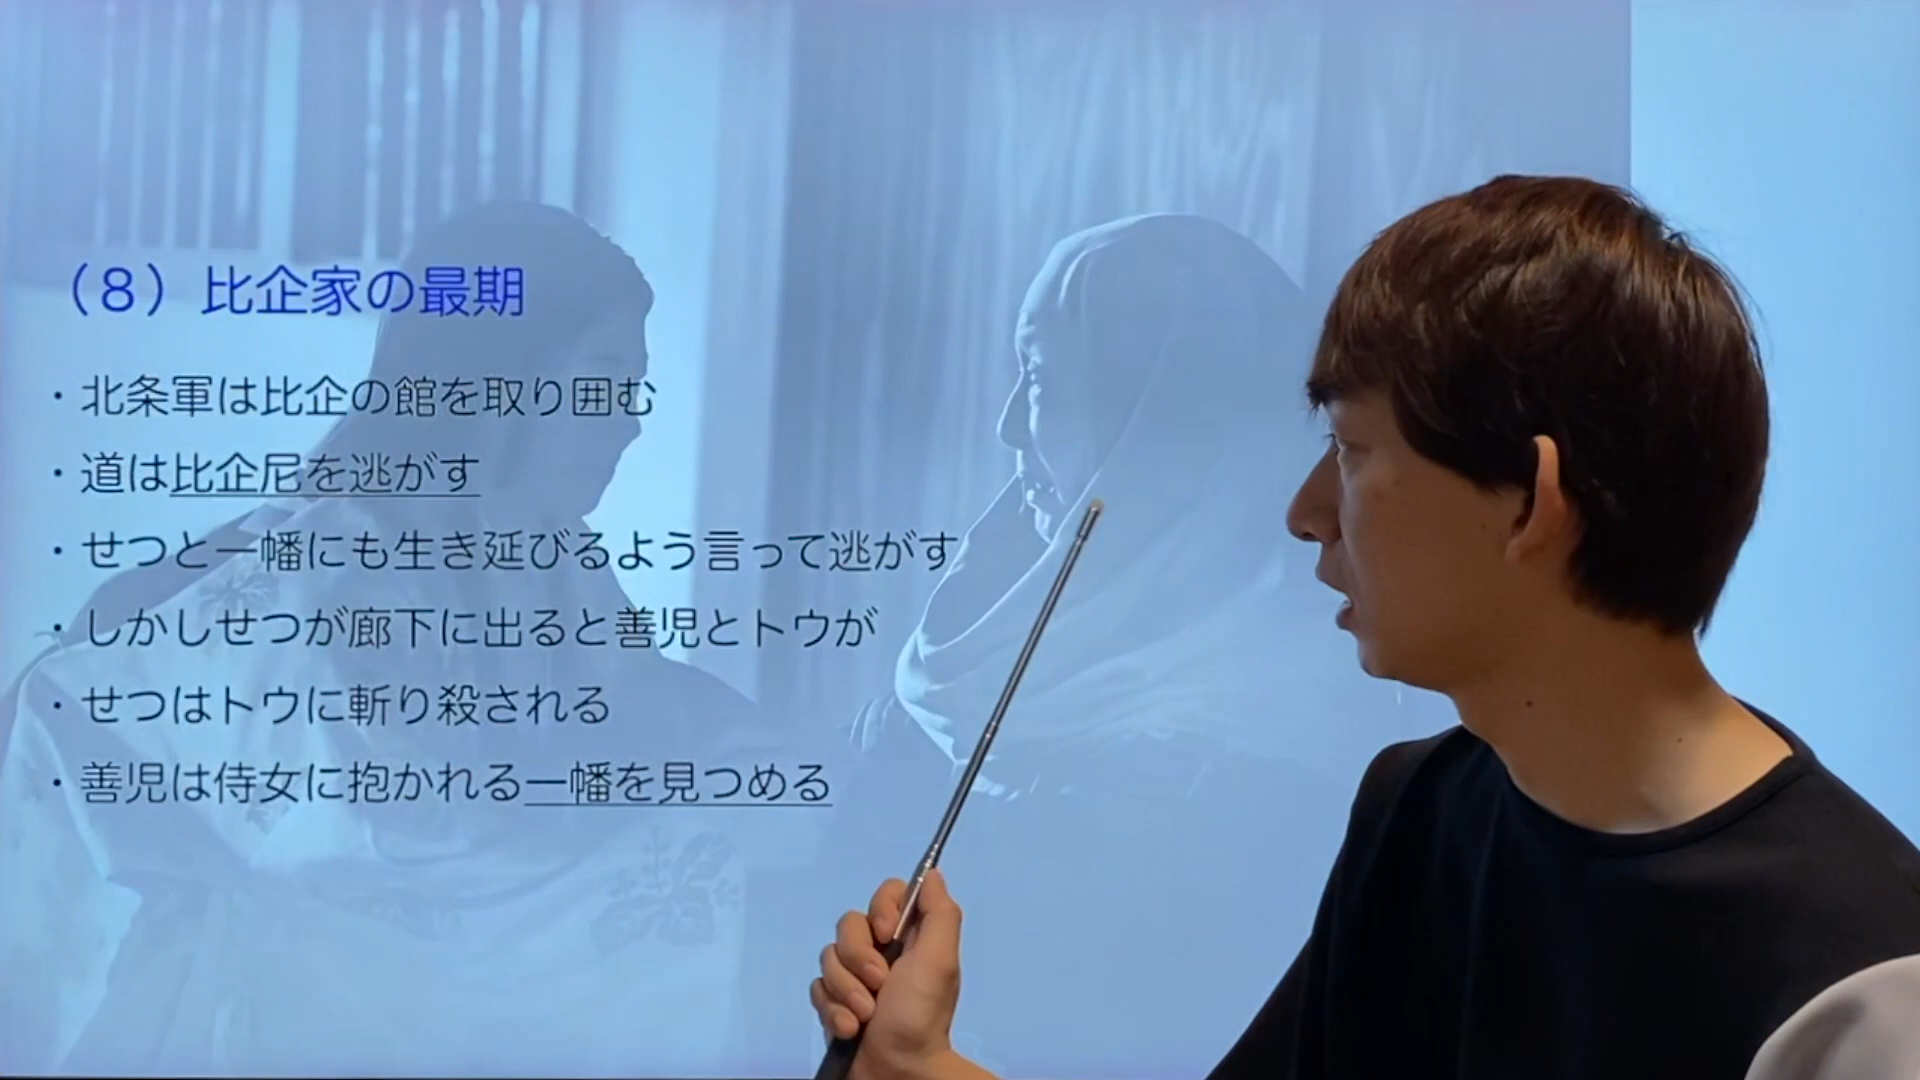 （８）比企家の最期
・北条軍は比企の館を取り囲む
・道は比企尼を逃がす
・せつと一幡にも生き延びるよう言って逃がす
・しかしせつが廊下に出ると善児とトウが
・せつはトウに斬り殺される
・善児は侍女に抱かれる一幡を見つめる